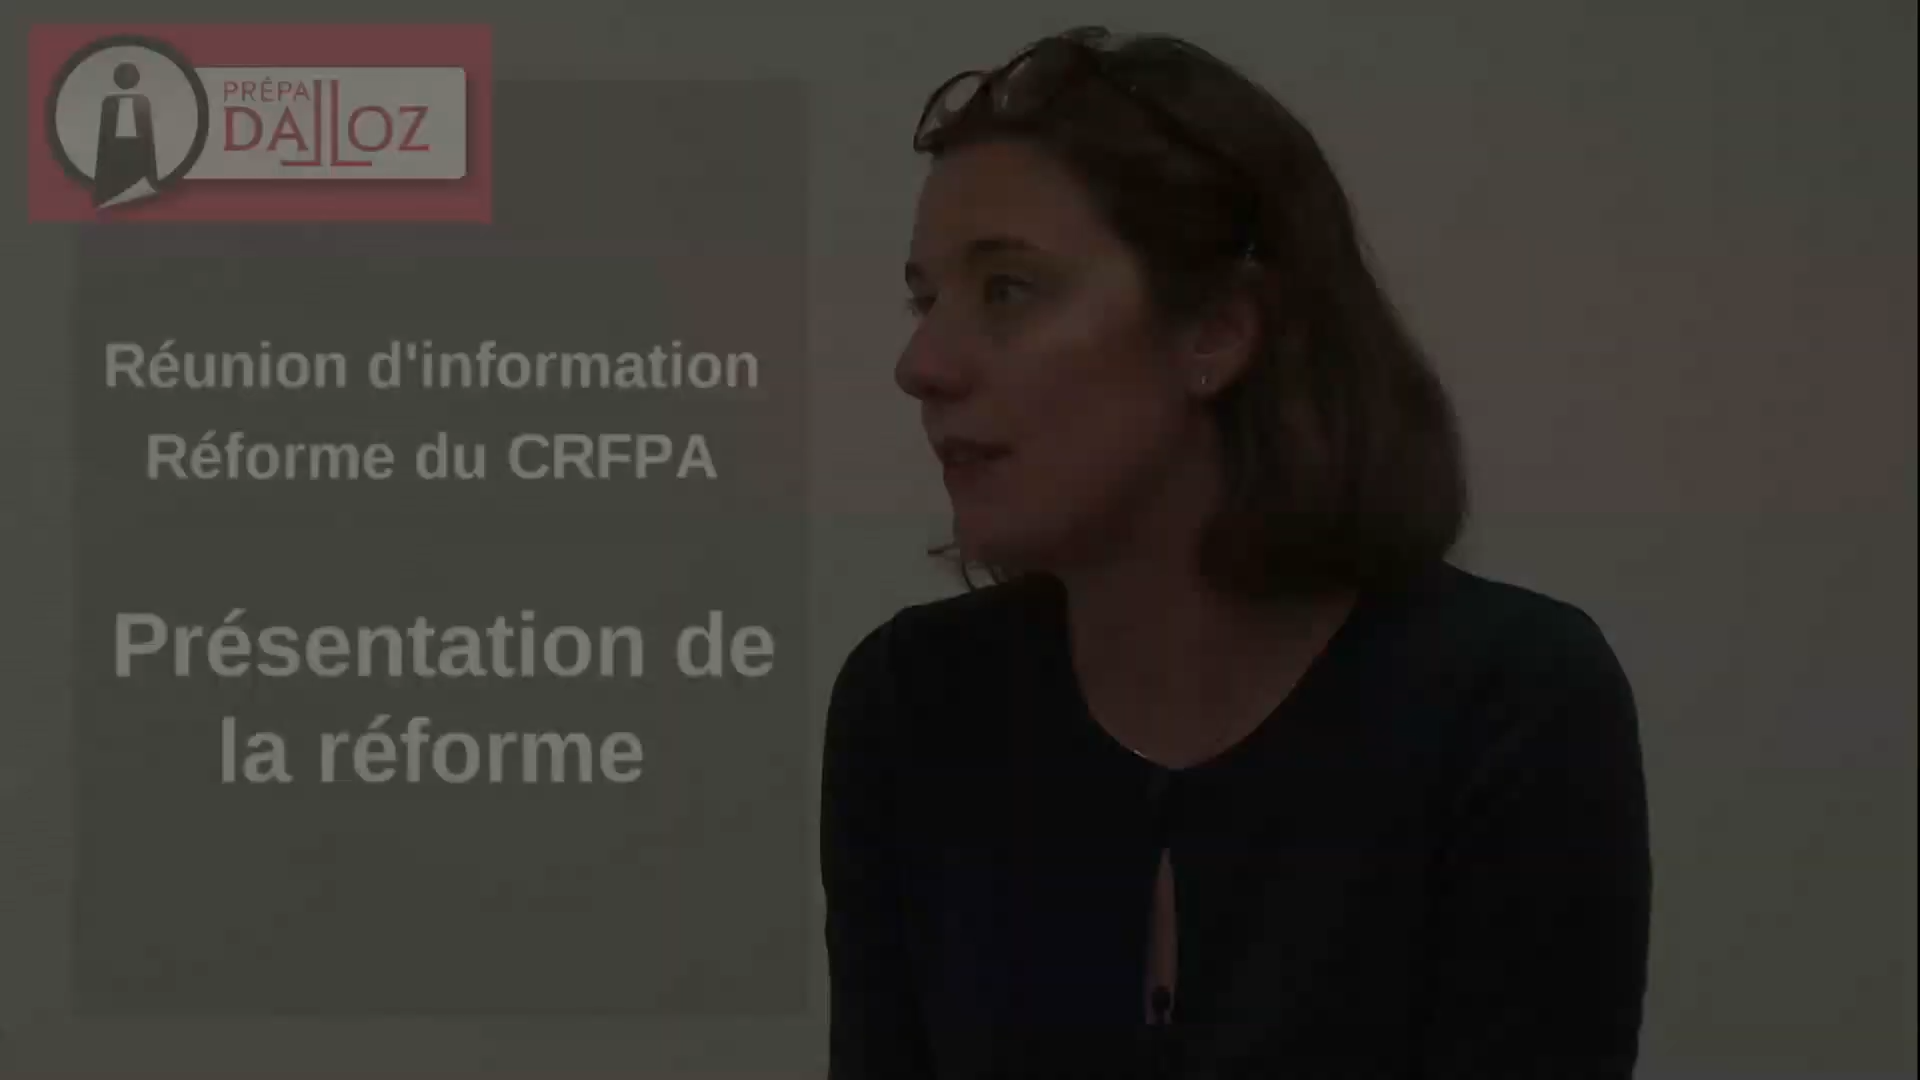 PRÉPA
DALLOZ
Réunion d'information
Réforme du CRFPA
Présentation de
la réforme